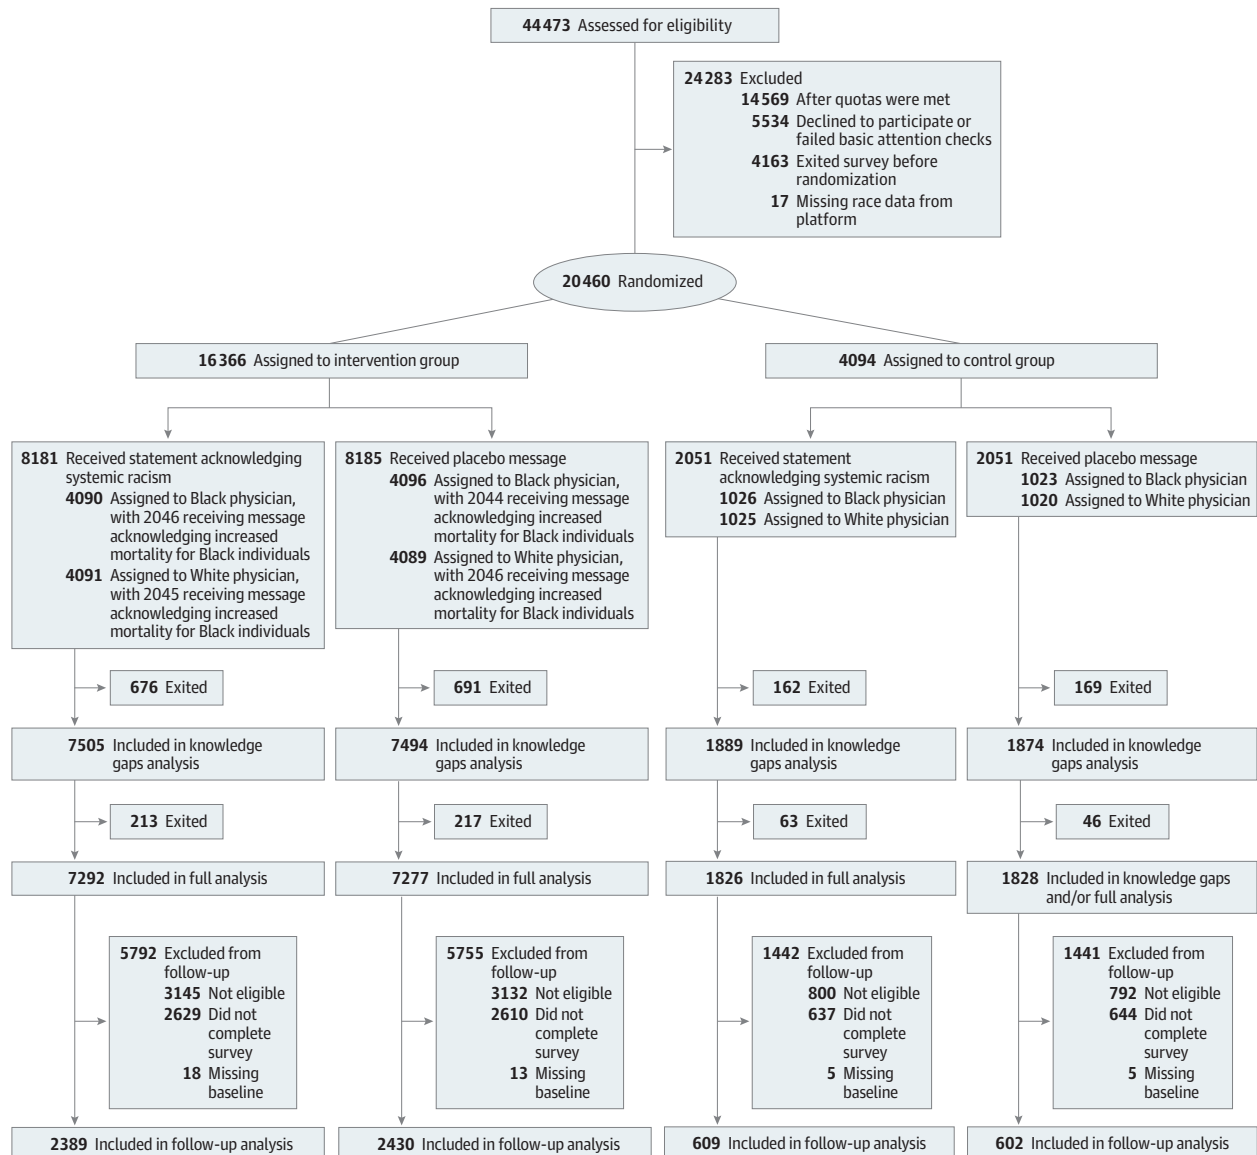 44 473 Assessed for eligibility
24 283 Excluded
14 569 After quotas were met
5534 Declined to participate or
failed basic attention checks
4163 Exited survey before
randomization
17 Missing race data from
platform
20 460 Randomized
16 366 Assigned to intervention group
4094 Assigned to control group
8181 Received statement acknowledging
systemic racism
4090 Assigned to Black physician,
with 2046 receiving message
acknowledging increased
mortality for Black individuals
4091 Assigned to White physician,
with 2045 receiving message
acknowledging increased
mortality for Black individuals
8185 Received placebo message
4096 Assigned to Black physician,
with 2044 receiving message
acknowledging increased
mortality for Black individuals
4089 Assigned to White physician,
with 2046 receiving message
acknowledging increased
mortality for Black individuals
2051 Received statement
acknowledging systemic racism
1026 Assigned to Black physician
1025 Assigned to White physician
2051 Received placebo message
1023 Assigned to Black physician
1020 Assigned to White physician
676 Exited
691 Exited
162 Exited
169 Exited
7505 Included in knowledge
gaps analysis
7494 Included in knowledge
gaps analysis
1889 Included in knowledge
gaps analysis
1874 Included in knowledge
gaps analysis
213 Exited
217 Exited
63 Exited
46 Exited
7292 Included in full analysis
7277 Included in full analysis
1826 Included in full analysis
1828 Included in knowledge gaps
and/or full analysis
5792 Excluded from
follow-up
3145 Not eligible
2629 Did not
complete
survey
18 Missing
baseline
5755 Excluded from
follow-up
3132 Not eligible
2610 Did not
complete
survey
13 Missing
baseline
1442 Excluded from
follow-up
800 Not eligible
637 Did not
complete
survey
5 Missing
baseline
1441 Excluded from
follow-up
792 Not eligible
644 Did not
complete
survey
5 Missing
baseline
2389 Included in follow-up analysis
2430 Included in follow-up analysis
609 Included in follow-up analysis
602 Included in follow-up analysis